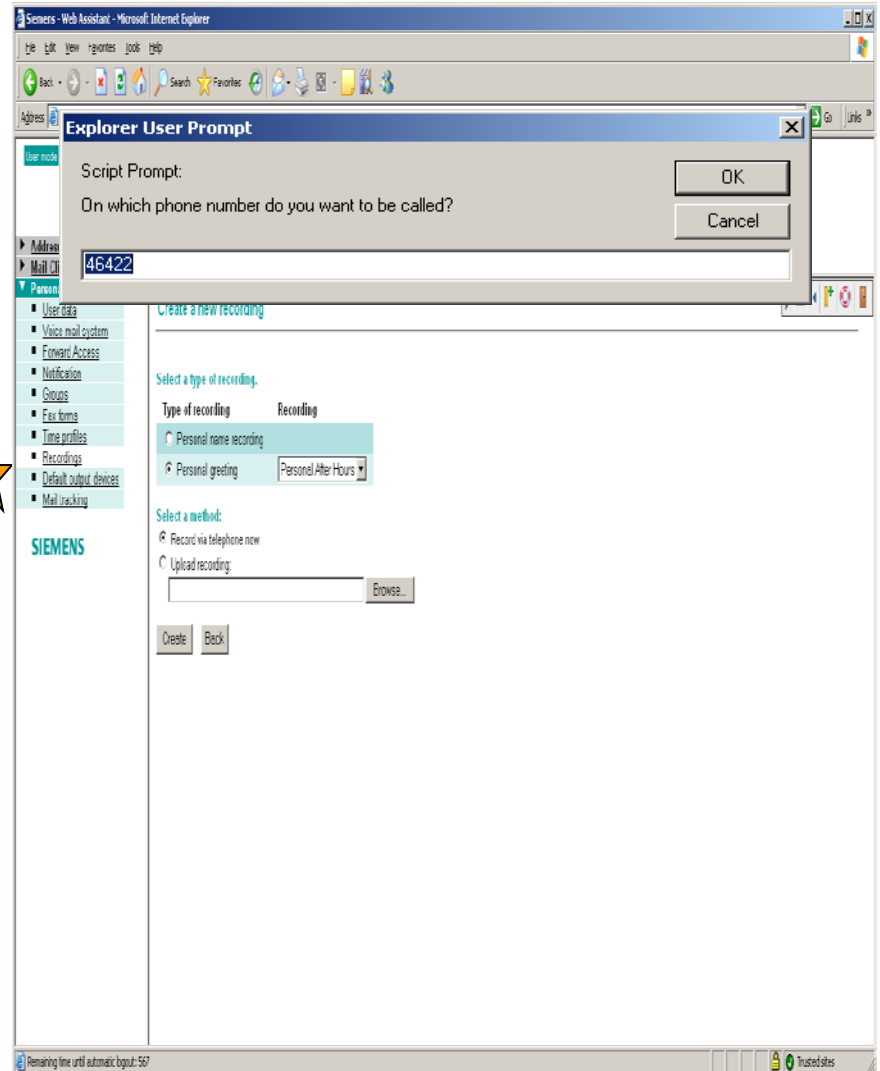 Siemens - Web Assistant - Microsoft Internet Explorer
File Edit View Favorites Tools Help
Back Search Favorites
Address Go Links »
User mode
Explorer User Prompt
Script Prompt:
OK
On which phone number do you want to be called?
Cancel
46422
Address
Mail Cli
Person
User data
Voice mail system
Forward Access
Notification
Groups
Fax forms
Time profiles
Recordings
Default output devices
Mail tracking
SIEMENS
Create a new recording
Select a type of recording.
Type of recording Recording
Personal name recording
Personal greeting Personal After Hours
Select a method:
Record via telephone now
Upload recording:
Browse...
Create Back
Remaining time until automatic logout: 567 Trusted sites